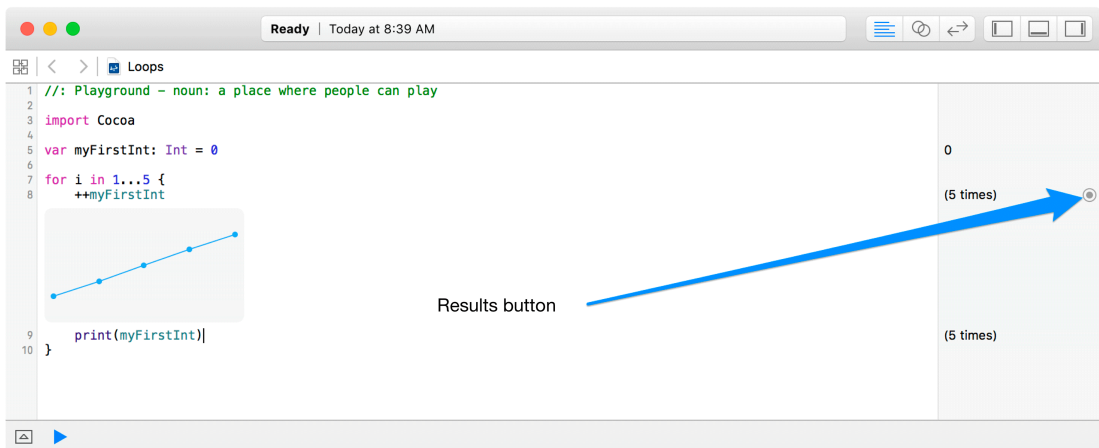 Ready | Today at 8:39 AM
Loops
1 //: Playground – noun: a place where people can play
2
3 import Cocoa
4
5 var myFirstInt: Int = 0 0
6
7 for i in 1...5 {
8 ++myFirstInt (5 times)
Results button
9 print(myFirstInt) (5 times)
10 }